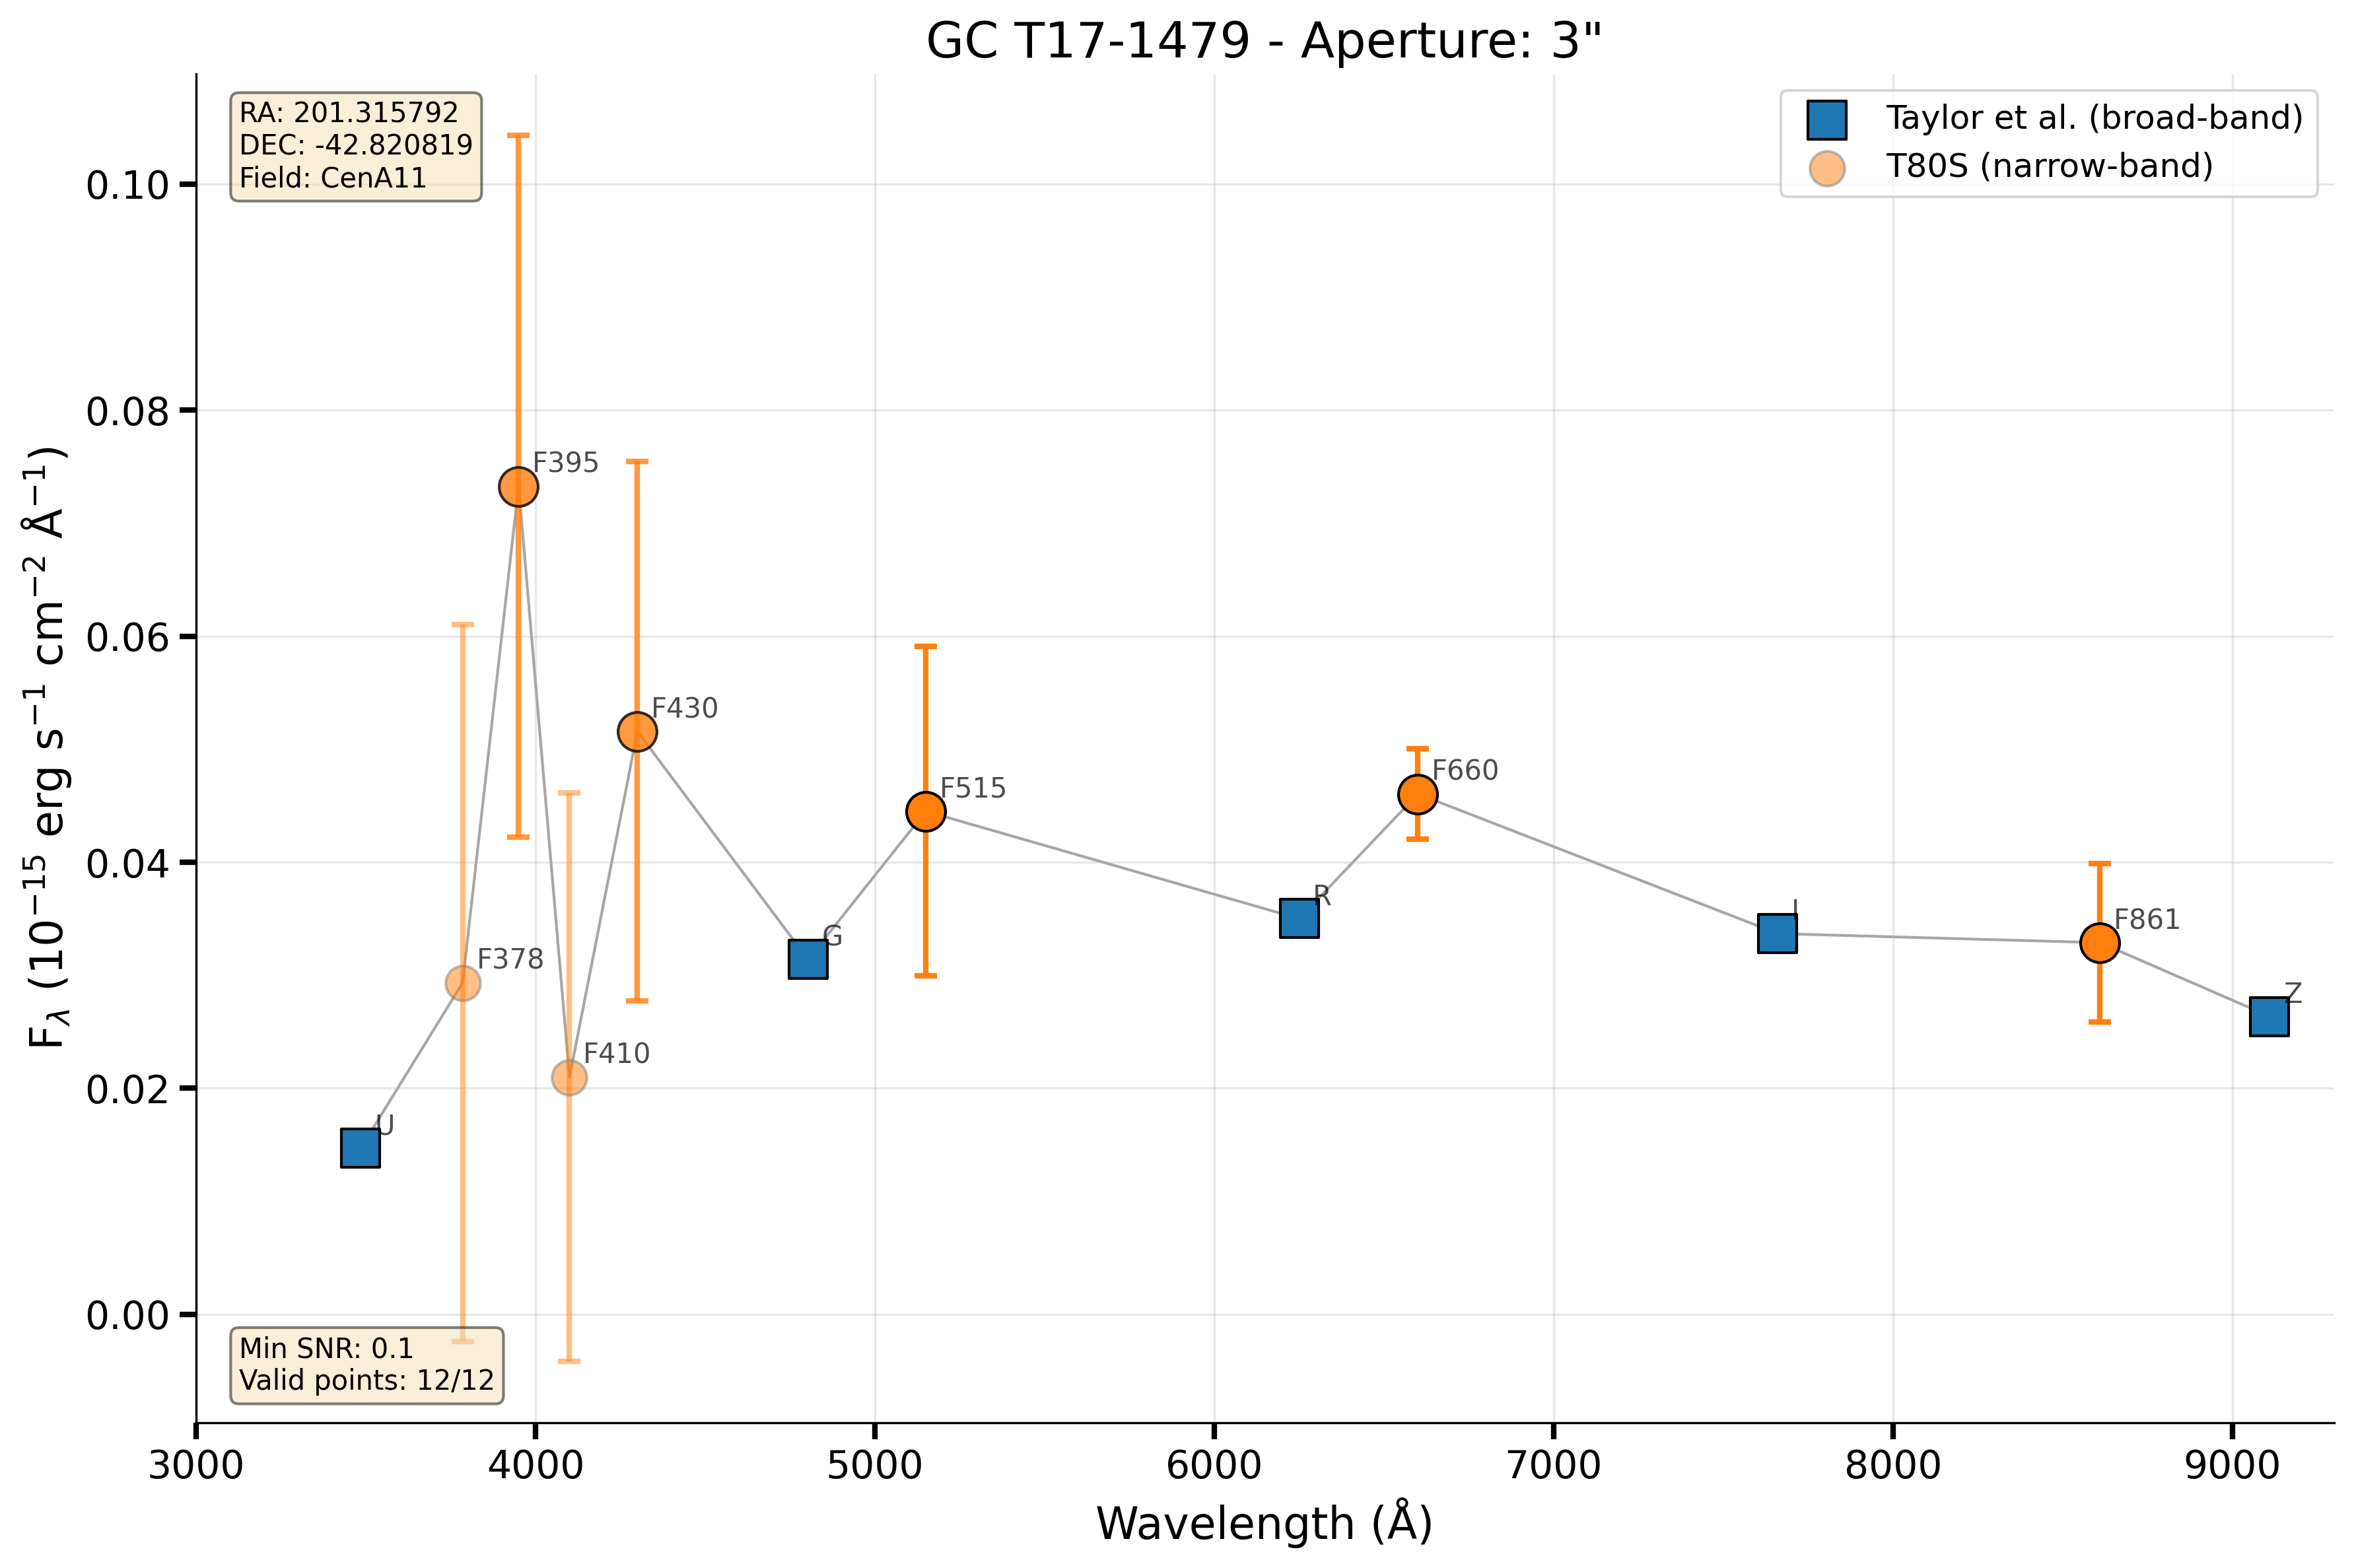 GC T17-1479 - Aperture: 3"
RA: 201.315792
DEC: -42.820819
Field: CenA11
Taylor et al. (broad-band)
T80S (narrow-band)
F_λ (10⁻¹⁵ erg s⁻¹ cm⁻² Å⁻¹)
0.10
0.08
0.06
0.04
0.02
0.00
F395
F430
F378
F410
U
G
F515
R
F660
I
F861
Z
Min SNR: 0.1
Valid points: 12/12
3000
4000
5000
6000
7000
8000
9000
Wavelength (Å)